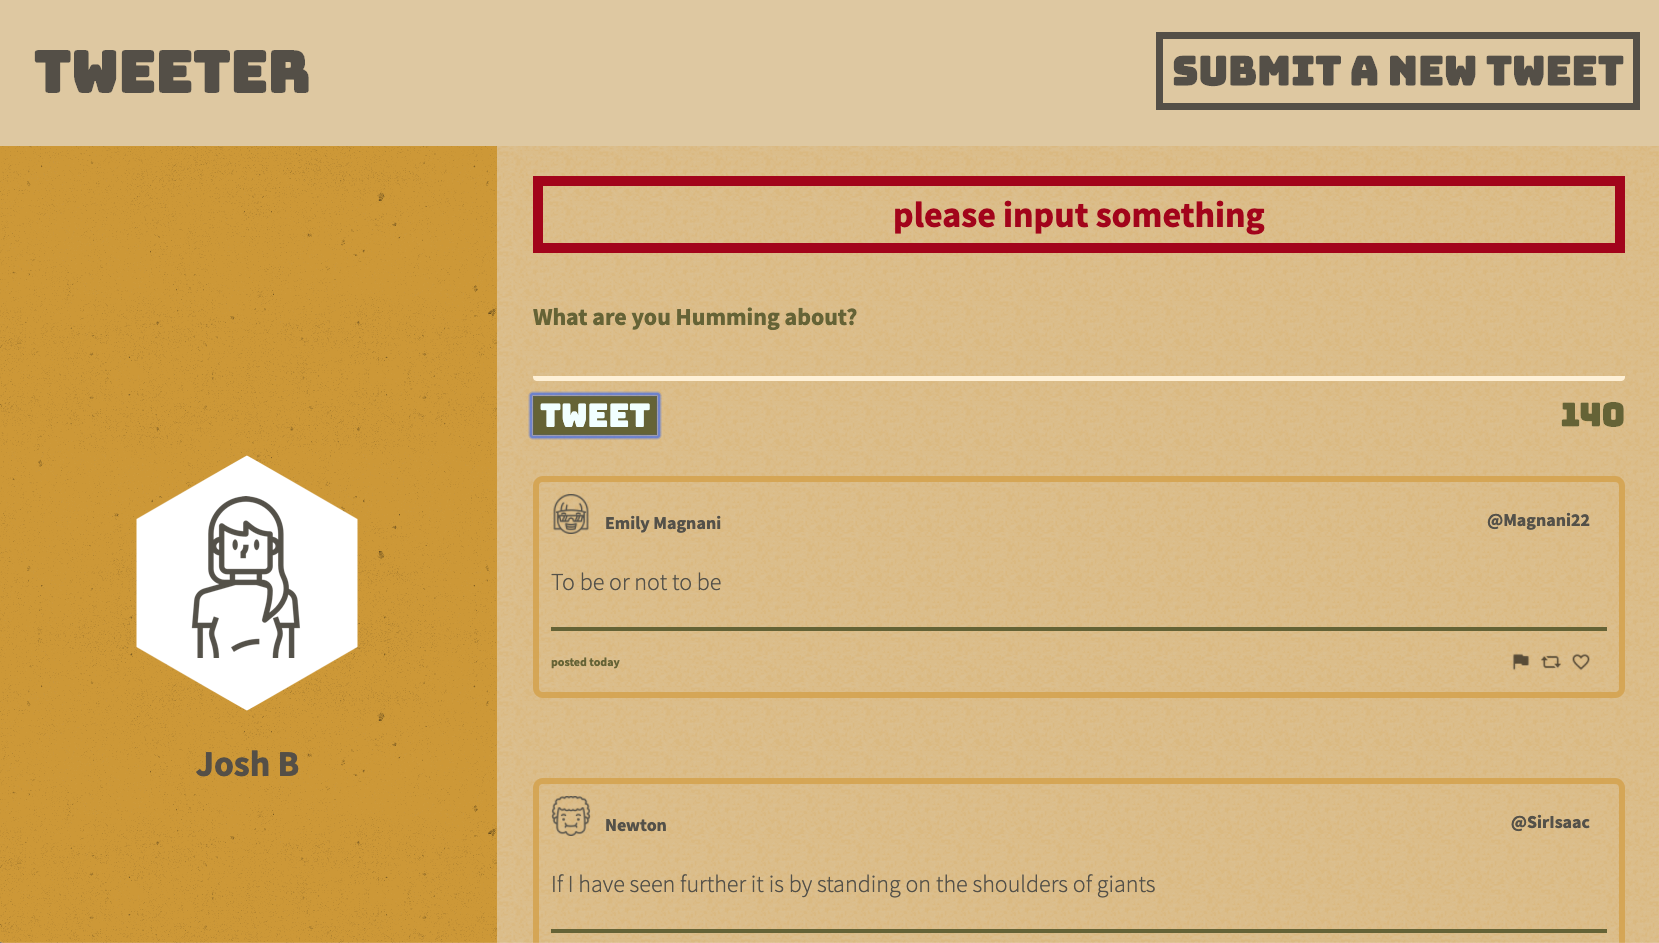 TWEETER
SUBMIT A NEW TWEET
please input something
What are you Humming about?
TWEET
140
Emily Magnani
@Magnani22
To be or not to be
posted today
Josh B
Newton
@SirIsaac
If I have seen further it is by standing on the shoulders of giants